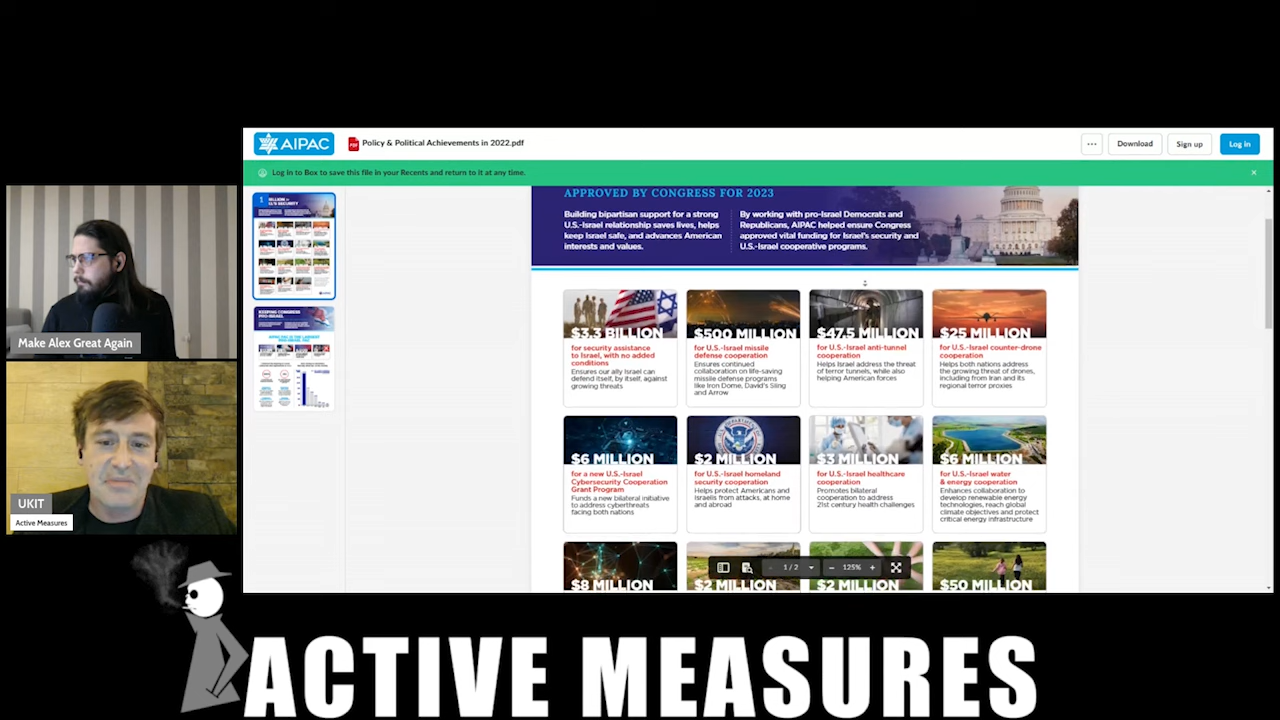 AIPAC
Policy & Political Achievements in 2022.pdf
Download
Sign up
Log in
Log in to Box to save this file in your Recents and return to it at any time.
1
APPROVED BY CONGRESS FOR 2023
Building bipartisan support for a strong
U.S.-Israel relationship saves lives, helps
keep Israel safe, and advances American
interests and values.
By working with pro-Israel Democrats and
Republicans, AIPAC helped ensure Congress
approved vital funding for Israel's security and
U.S.-Israel cooperative programs.
$3.3 BILLION
for security assistance
to Israel, with no added
conditions
Ensures our ally Israel can
defend itself, by itself, against
growing threats
$500 MILLION
for U.S.-Israel missile
defense cooperation
Ensures continued
collaboration on life-saving
missile defense programs
like Iron Dome, David's Sling
and Arrow
$47.5 MILLION
for U.S.-Israel anti-tunnel
cooperation
Helps Israel address the threat
of terror tunnels, while also
helping American forces
$25 MILLION
for U.S.-Israel counter-drone
cooperation
Helps both nations address
the growing threat of drones,
including from Iran and its
regional terror proxies
$6 MILLION
for a new U.S.-Israel
Cybersecurity Cooperation
Grant Program
Funds a new bilateral initiative
to address cyberthreats
facing both nations
$2 MILLION
for U.S.-Israel homeland
security cooperation
Helps protect Americans and
Israelis from attacks, at home
and abroad
$3 MILLION
for U.S.-Israel healthcare
cooperation
Promotes bilateral
cooperation to address
21st century health challenges
$6 MILLION
for U.S.-Israel water
& energy cooperation
Enhances collaboration to
develop renewable energy
technologies, reach global
climate objectives and protect
critical energy infrastructure
$8 MILLION
$2 MILLION
$2 MILLION
$50 MILLION
1 / 2
125%
Make Alex Great Again
UKIT
Active Measures
ACTIVE MEASURES